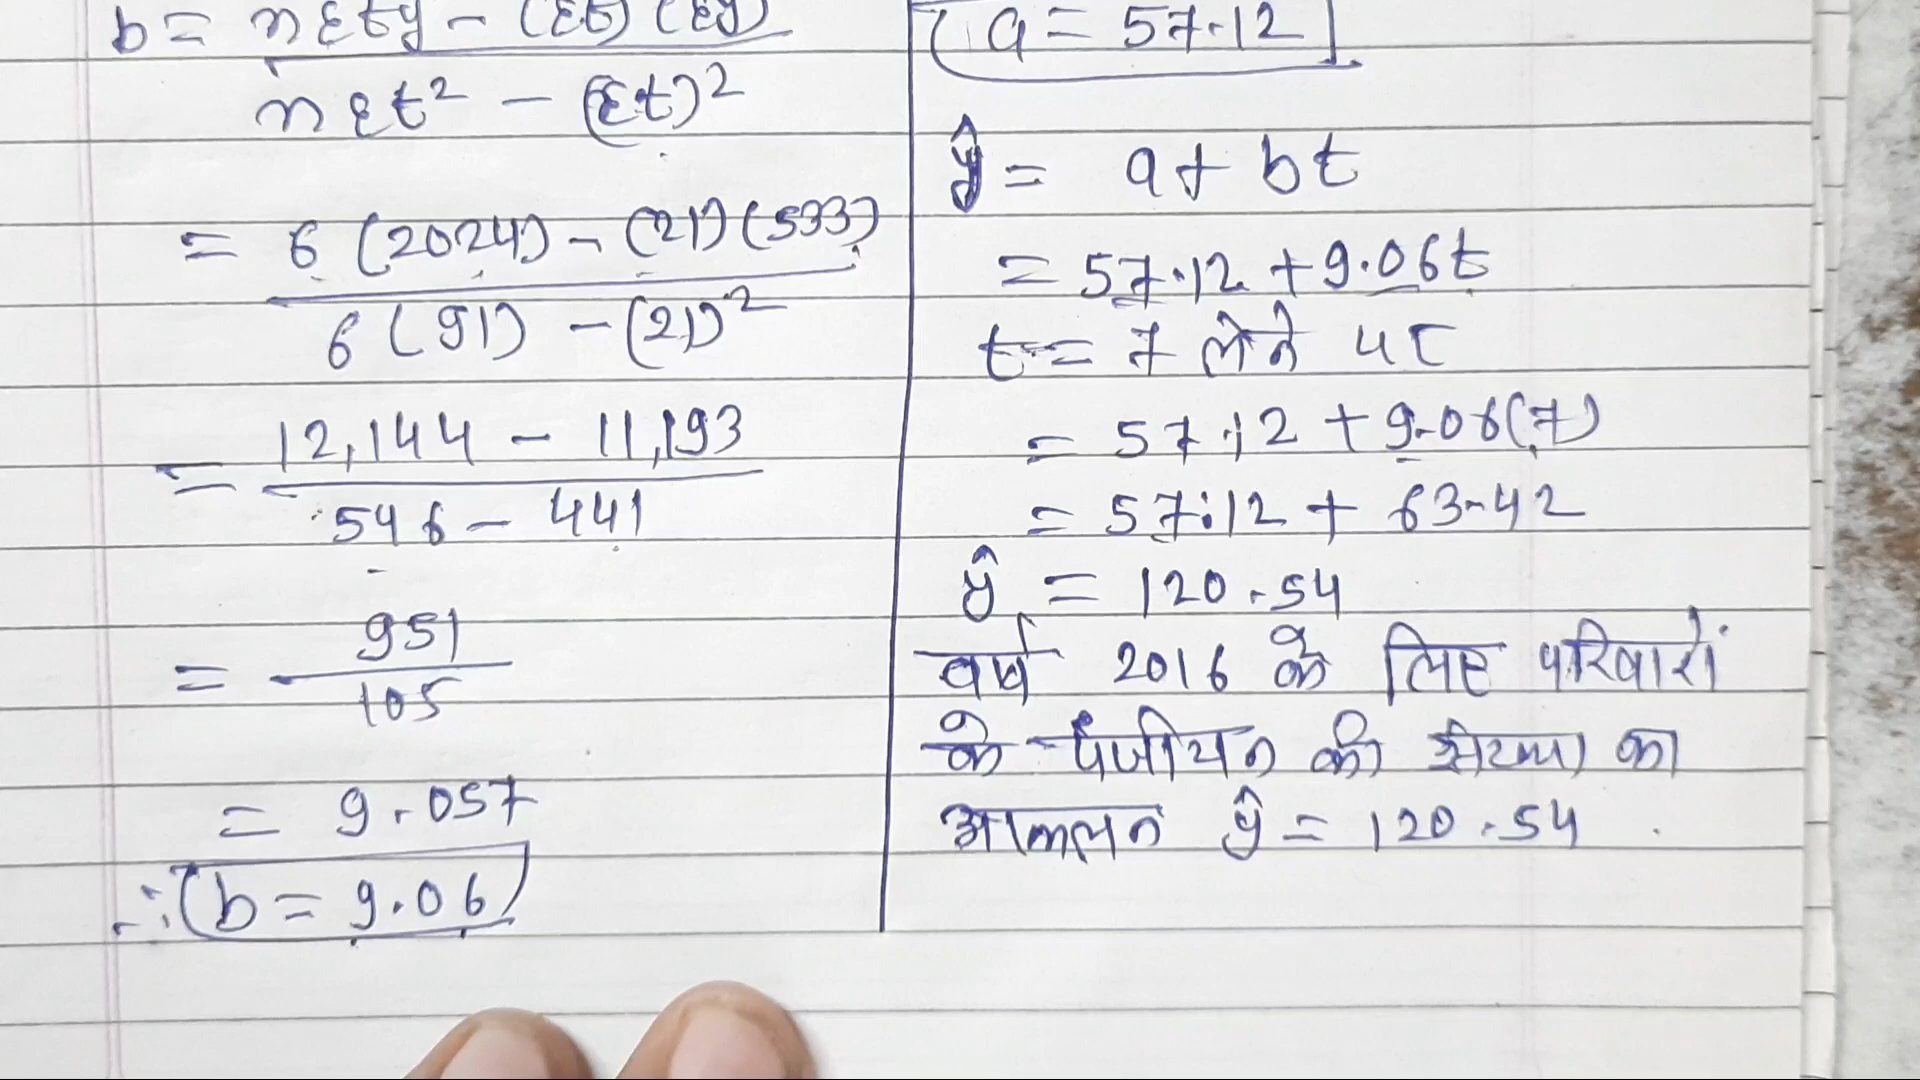 b = nΣty - (Σt) (Σy)
nΣt² - (Σt)²
= 6 (2024) - (21) (533)
6 (91) - (21)²
= 12,144 - 11,193
546 - 441
= 951
105
= 9.057
∴ b = 9.06
a = 57.12
ŷ = a + bt
= 57.12 + 9.06t
t = 7 लेने पर
= 57.12 + 9.06(7)
= 57.12 + 63.42
ŷ = 120.54
वर्ष 2016 के लिए परिवारों
के पंजीयन की संख्या का
आकलन ŷ = 120.54